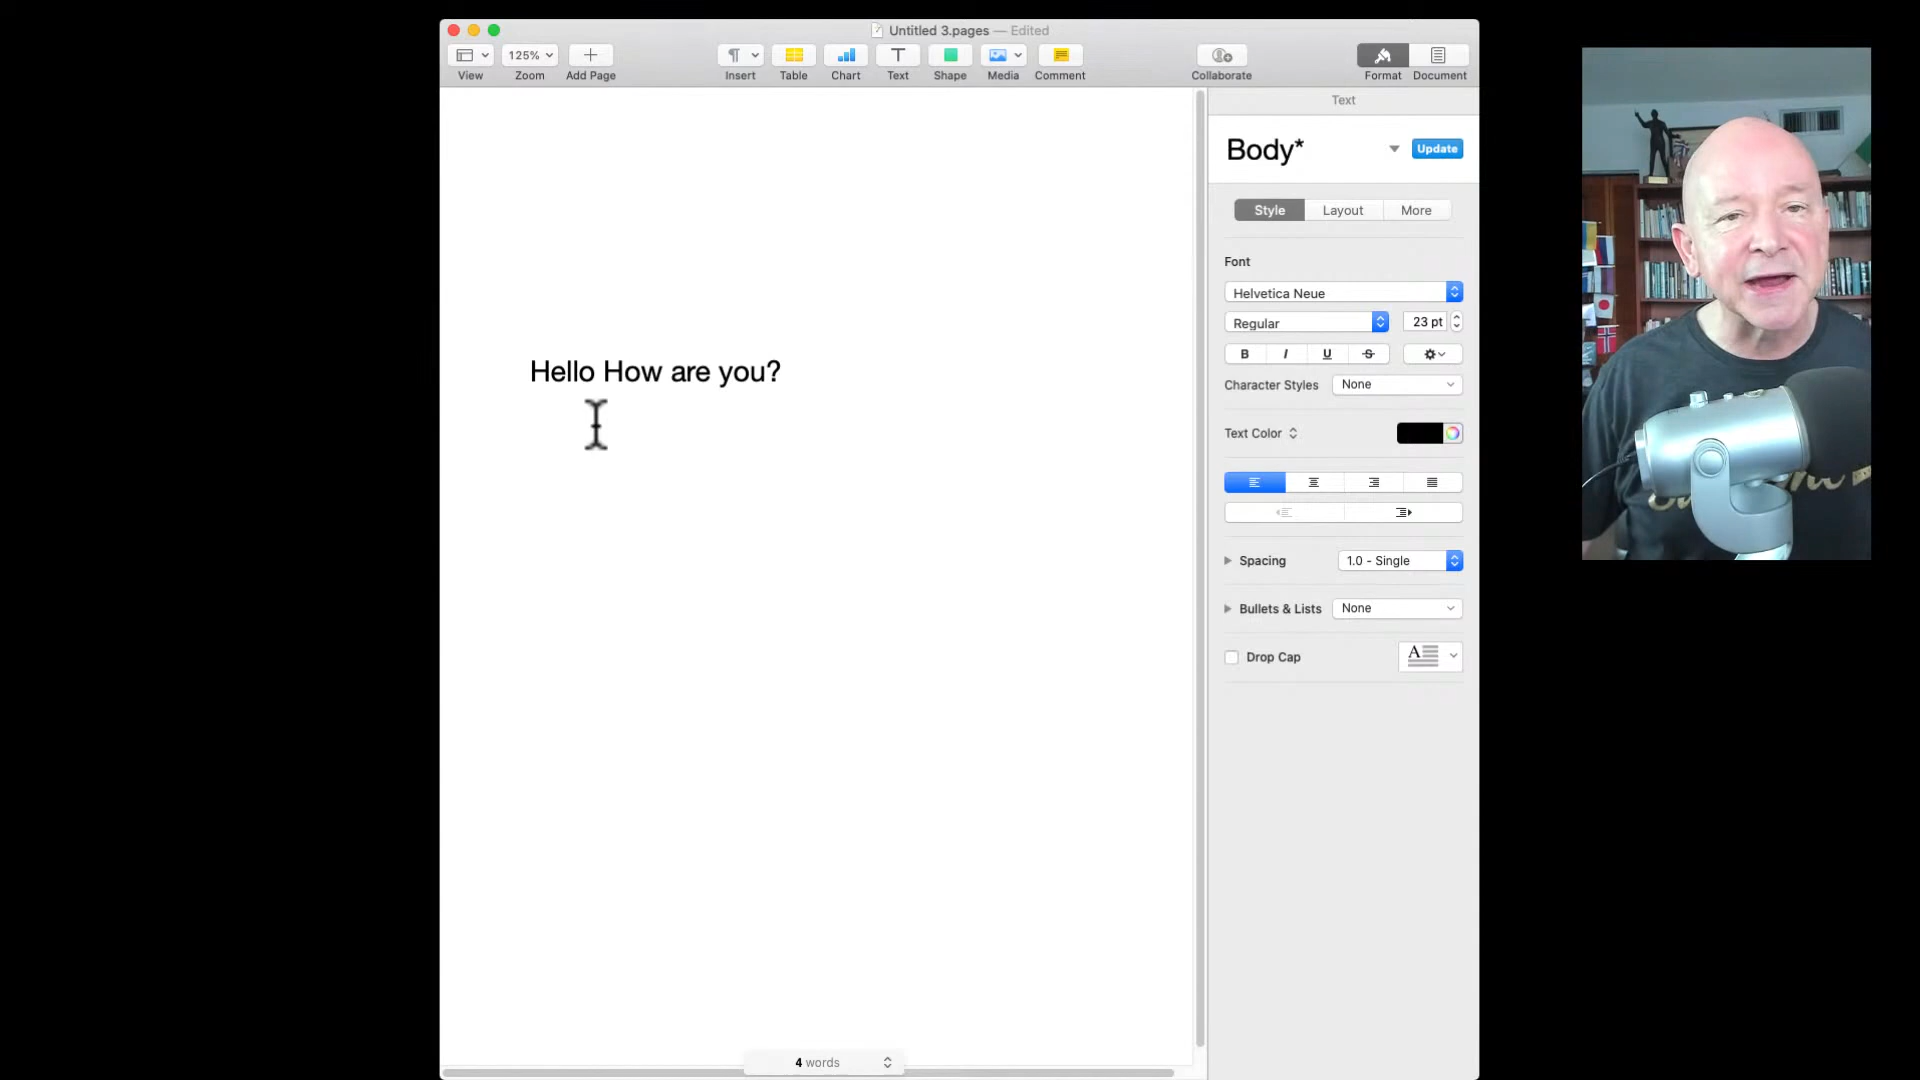 Untitled 3.pages — Edited
125%
View Zoom Add Page Insert Table Chart Text Shape Media Comment Collaborate Format Document
Text
Body* Update
Style Layout More
Font
Helvetica Neue
Regular 23 pt
B I U S
Character Styles None
Text Color
Spacing 1.0 - Single
Bullets & Lists None
Drop Cap
Hello How are you?
4 words